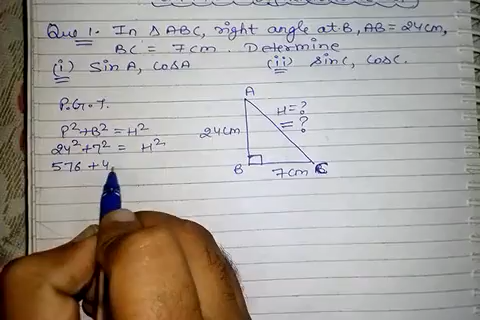 Que 1. In Δ ABC, right angle at B, AB = 24cm,
BC = 7cm. Determine
(i) Sin A, Cos A (ii) sin C, cos C.
P.G.T.
P² + B² = H²
24² + 7² = H²
576 + 4
A
H = ?
= ?
24cm
B
7cm C